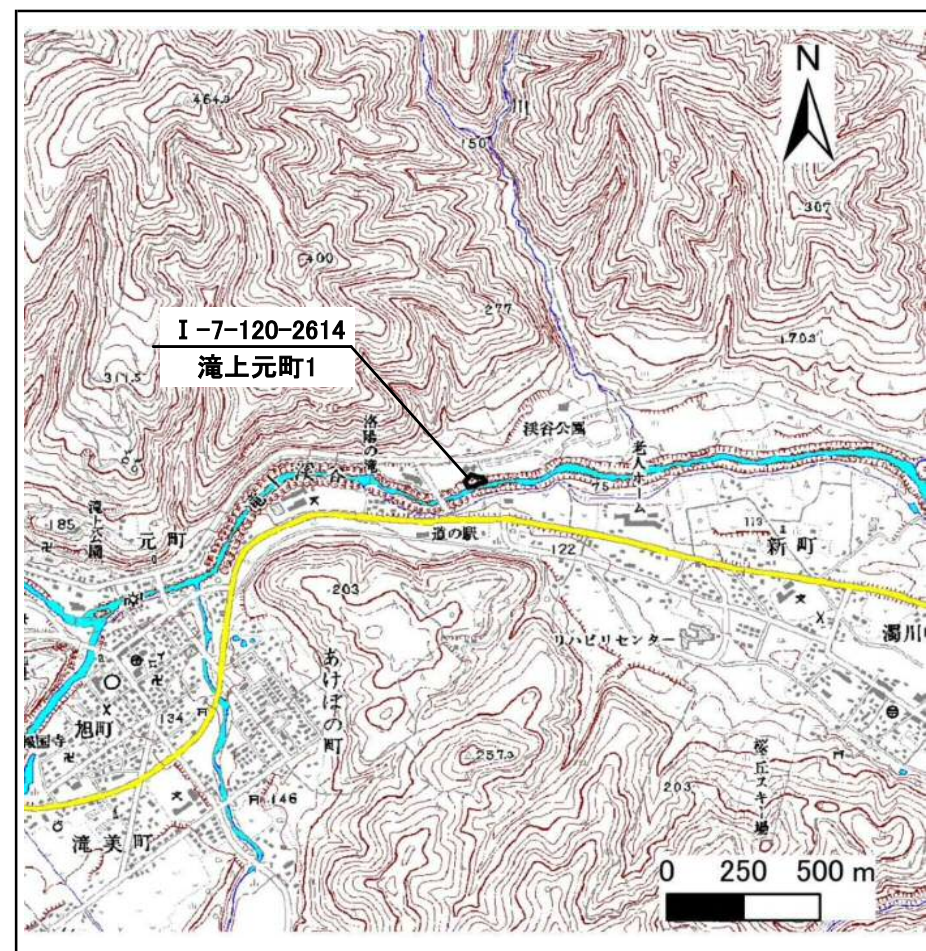 N
464.3
150
307
400
277
170.3
Ⅰ-7-120-2614
滝上元町1
311.5
洛陽の滝
渓谷公園
老人ホーム
75
113
185
滝上公園
元町
道の駅
122
新町
203
リハビリセンター
あけぼの町
134
旭町
257.3
203
桜丘スキー場
146
滝美町
0 250 500 m